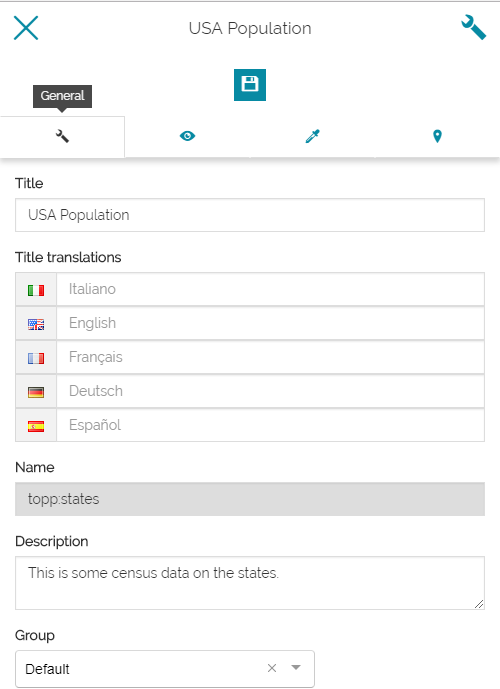 USA Population
General
Title
USA Population
Title translations
Italiano
English
Français
Deutsch
Español
Name
topp:states
Description
This is some census data on the states.
Group
Default